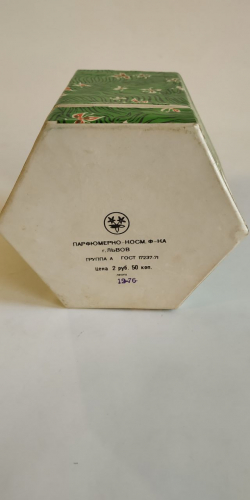 ПАРФЮМЕРНО-КОСМ. Ф-КА
г. ЛЬВОВ
ГРУППА А ГОСТ 17237-71
Цена 2 руб. 50 коп.
1976